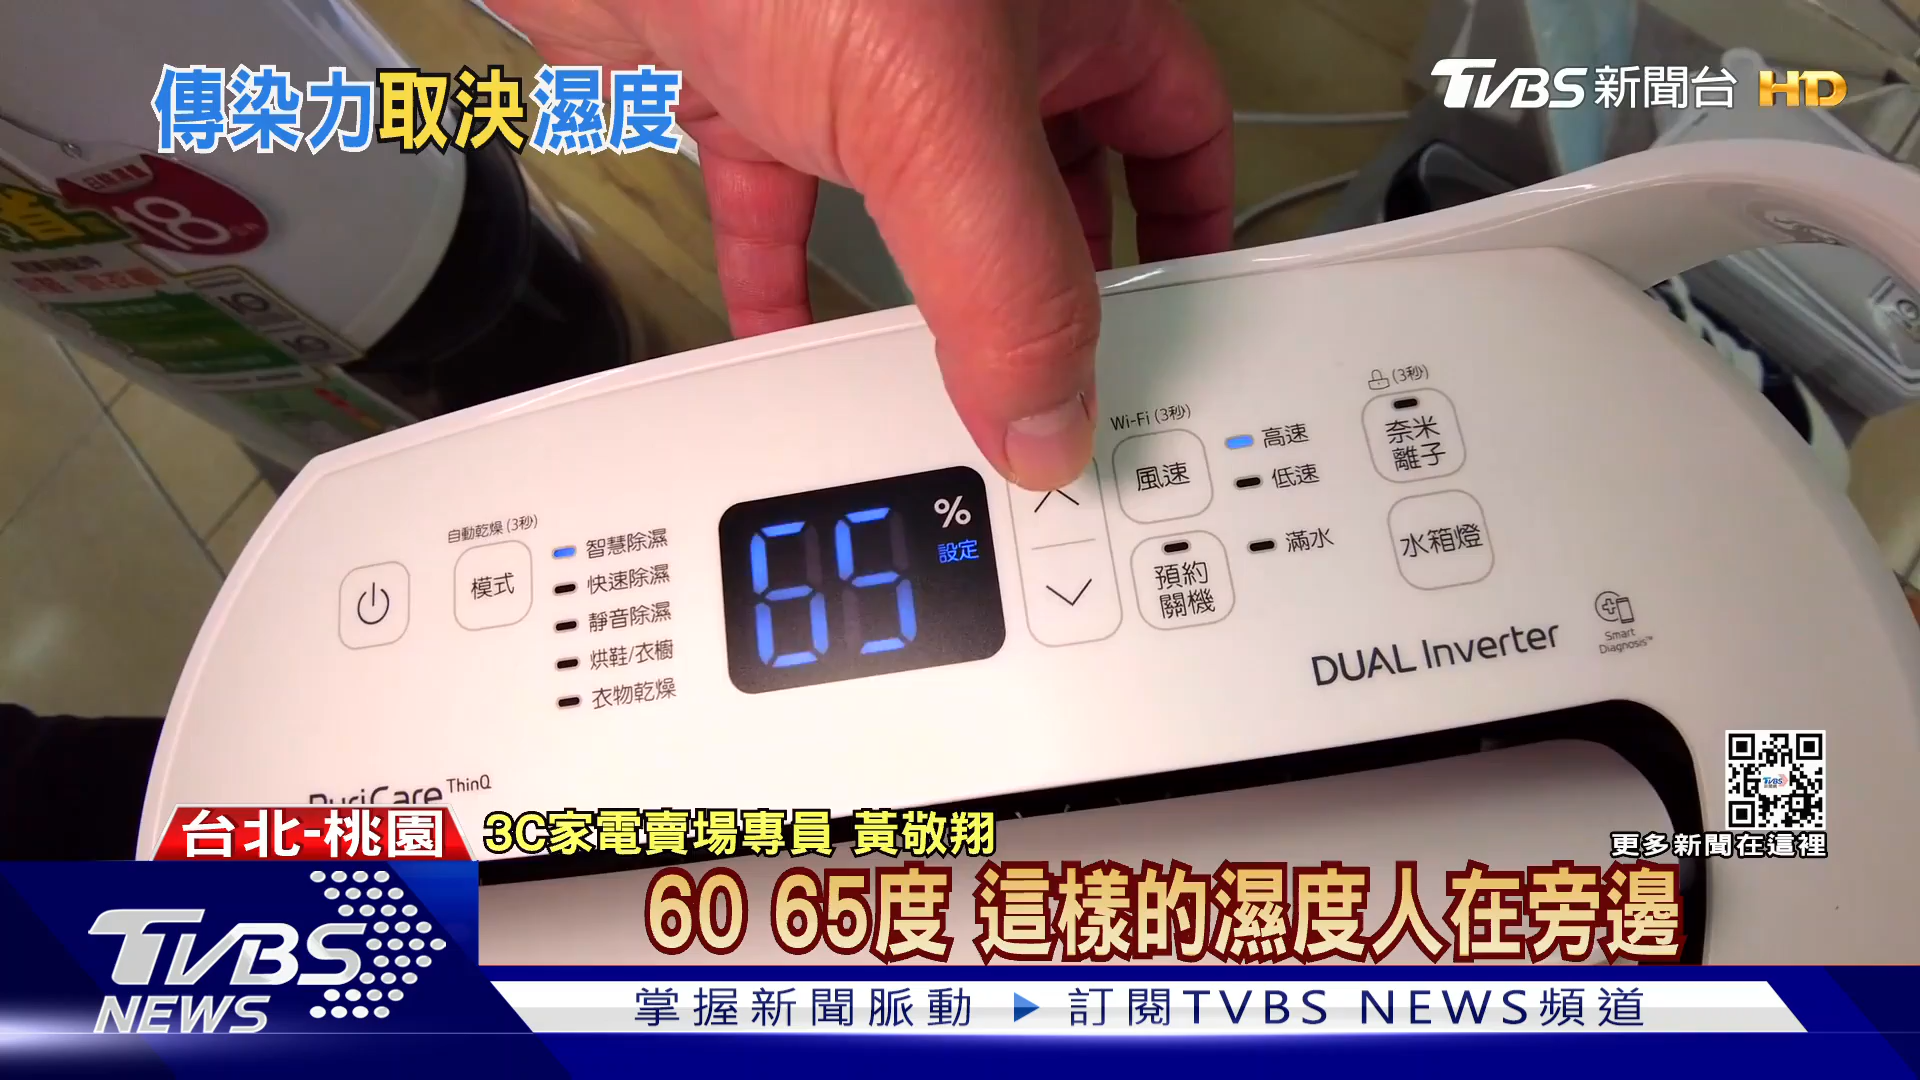 傳染力取決濕度
TVBS新聞台 HD
18
Wi-Fi (3秒)
(3秒)
風速
高速
低速
滿水
奈米
離子
水箱燈
預約
關機
自動乾燥 (3秒)
模式
智慧除濕
快速除濕
靜音除濕
烘鞋/衣櫥
衣物乾燥
65
%
設定
DUAL Inverter
Smart
Diagnosis™
PuriCare ThinQ
台北-桃園
3C家電賣場專員 黃敬翔
更多新聞在這裡
60 65度 這樣的濕度人在旁邊
TVBS
NEWS
掌握新聞脈動 ▶ 訂閱TVBS NEWS頻道